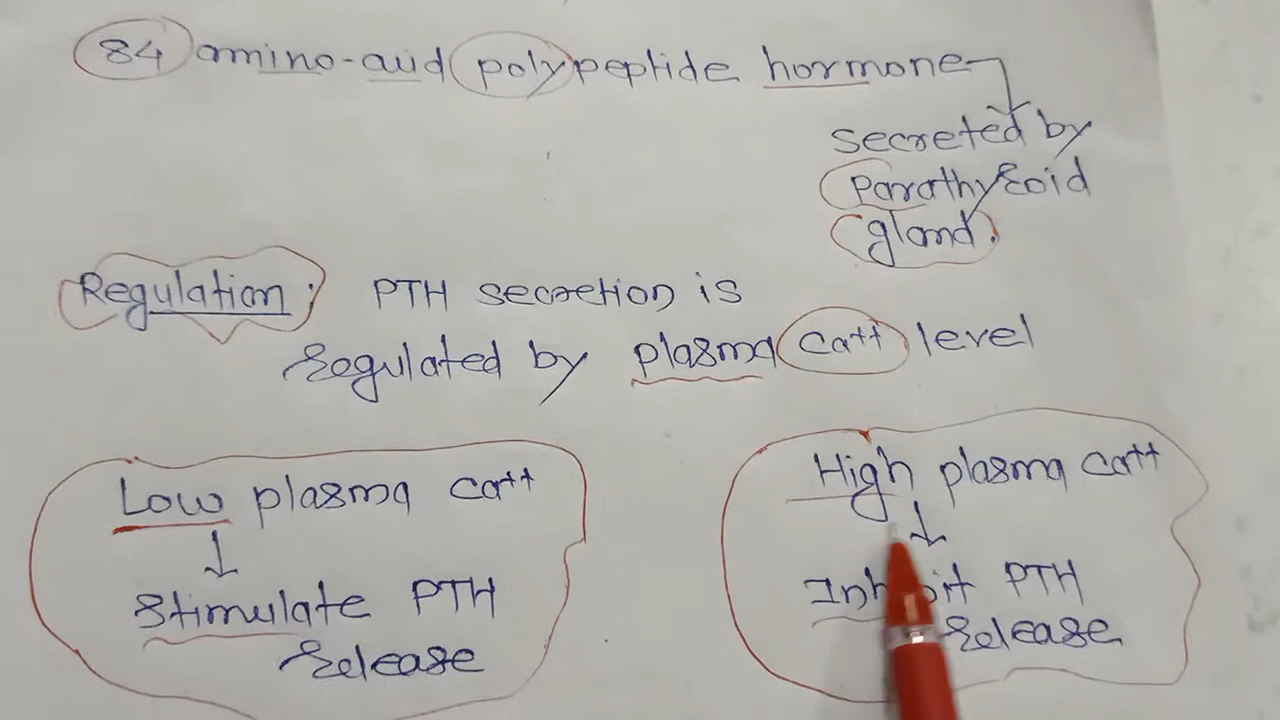 84 amino-acid polypeptide hormone
secreted by
Parathyroid
gland.
Regulation: PTH secretion is
regulated by plasma Ca++ level
Low plasma Ca++
↓
Stimulate PTH
release
High plasma Ca++
↓
Inhibit PTH
release